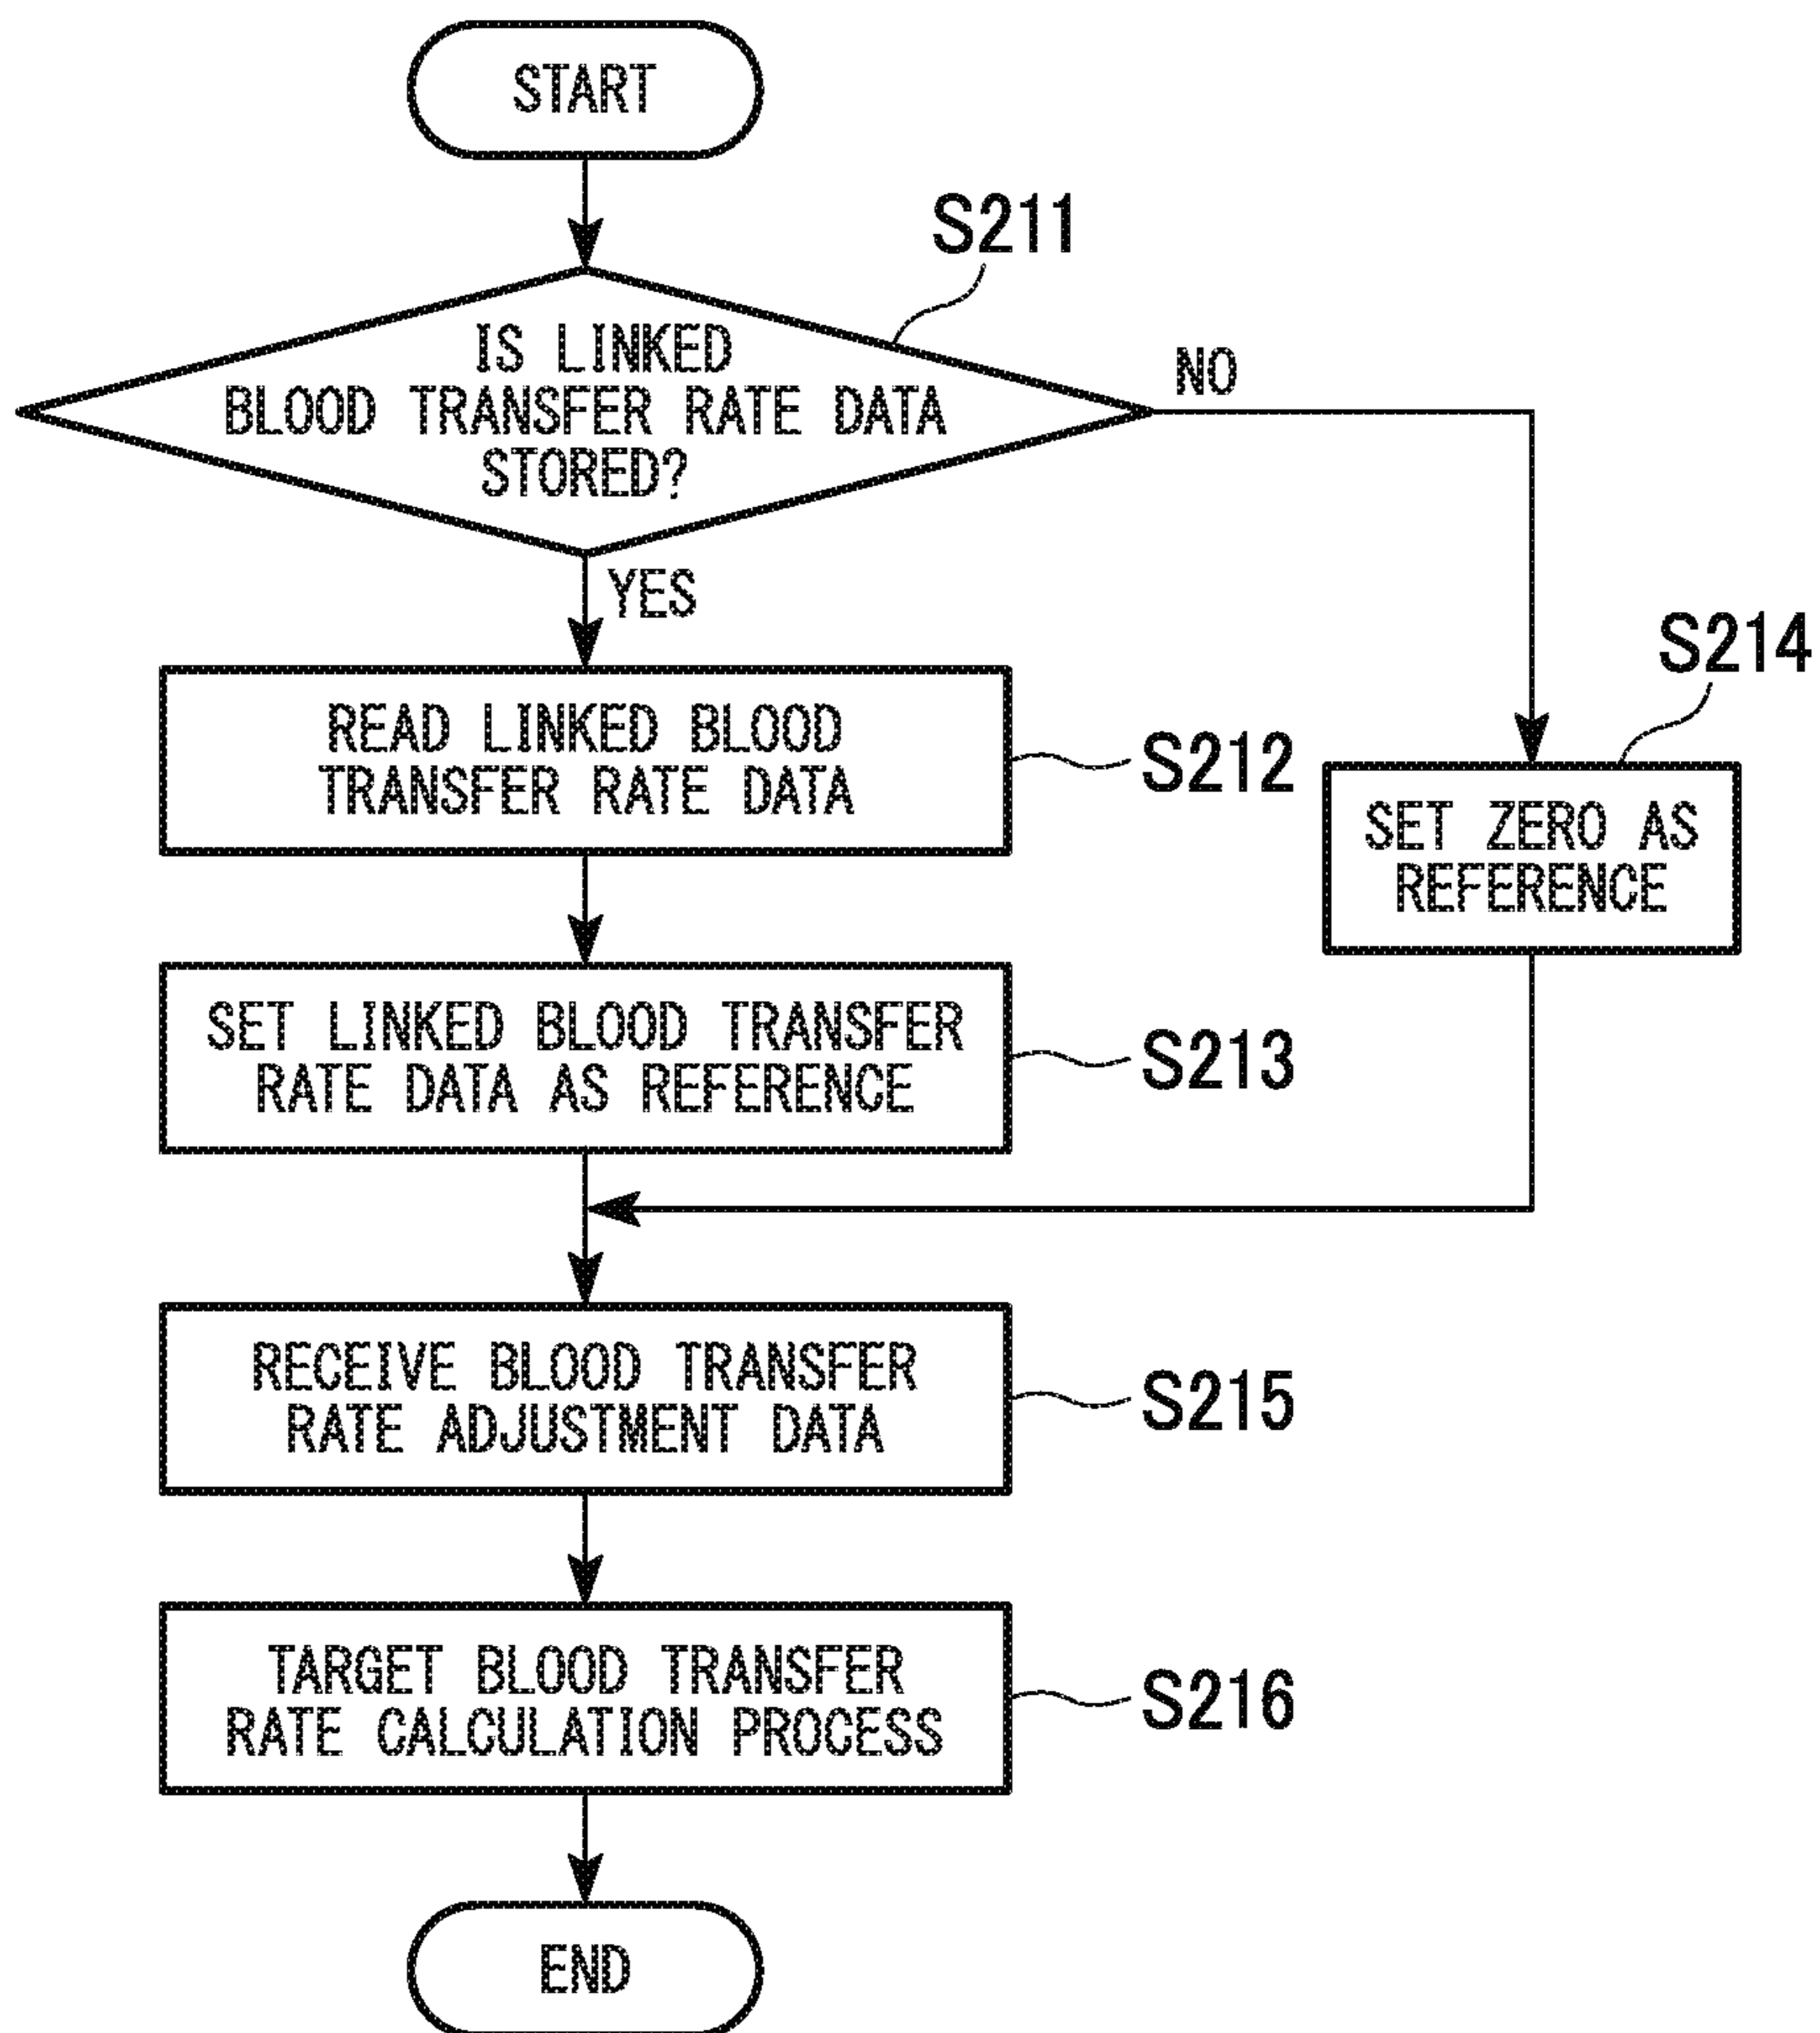 START
S211
IS LINKED
BLOOD TRANSFER RATE DATA
STORED?
NO
YES
S214
READ LINKED BLOOD
TRANSFER RATE DATA
S212
SET ZERO AS
REFERENCE
SET LINKED BLOOD TRANSFER
RATE DATA AS REFERENCE
S213
RECEIVE BLOOD TRANSFER
RATE ADJUSTMENT DATA
S215
TARGET BLOOD TRANSFER
RATE CALCULATION PROCESS
S216
END